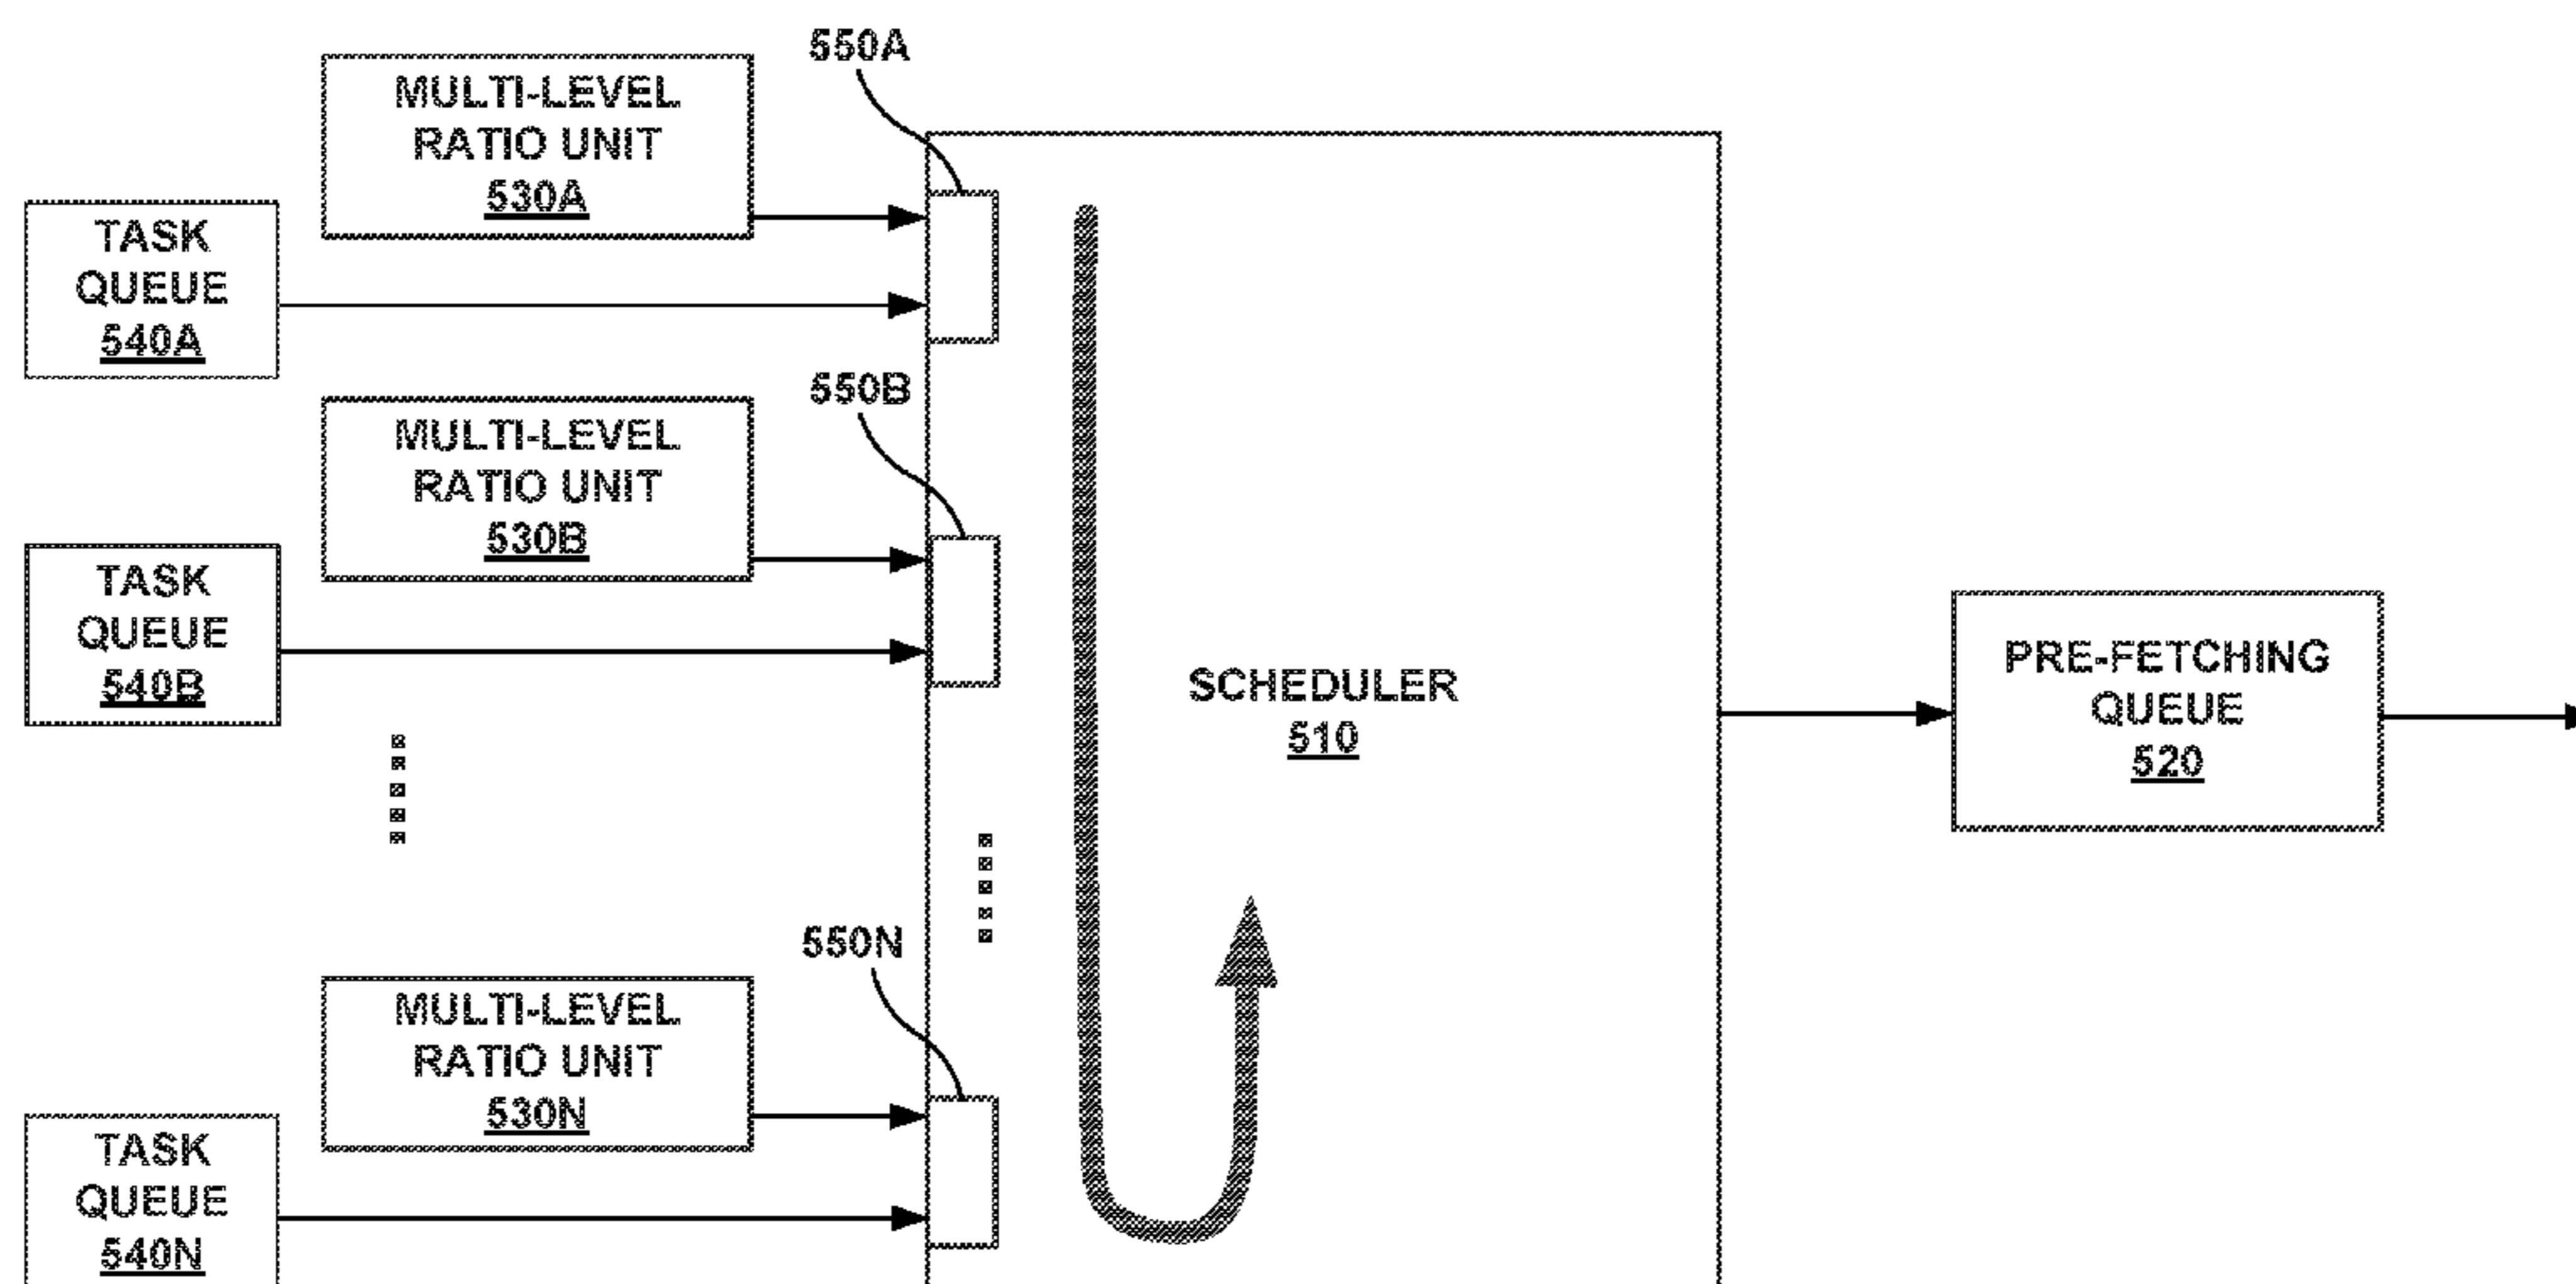 550A
MULTI-LEVEL
RATIO UNIT
530A
TASK
QUEUE
540A
550B
MULTI-LEVEL
RATIO UNIT
530B
TASK
QUEUE
540B
SCHEDULER
510
PRE-FETCHING
QUEUE
520
550N
MULTI-LEVEL
RATIO UNIT
530N
TASK
QUEUE
540N